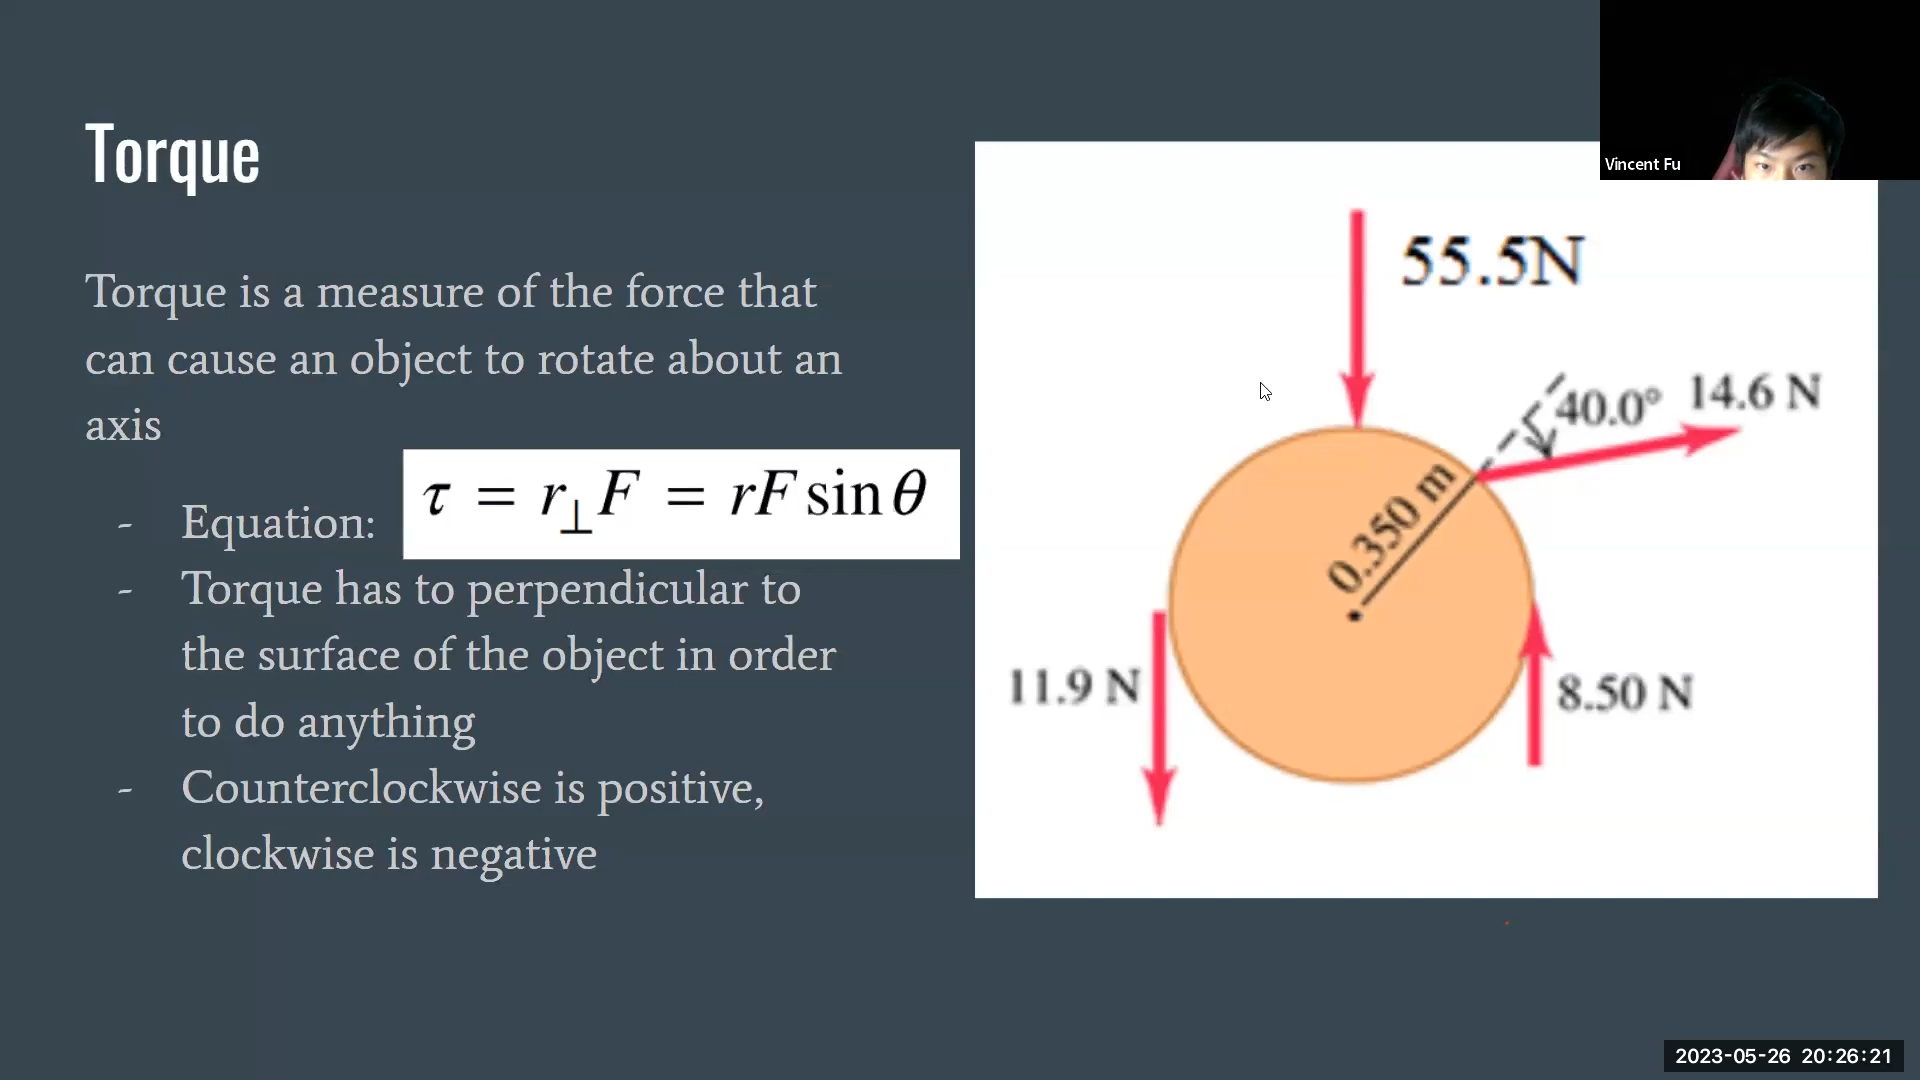 Torque
Torque is a measure of the force that
can cause an object to rotate about an
axis
- Equation: τ = r⊥F = rF sin θ
- Torque has to perpendicular to
the surface of the object in order
to do anything
- Counterclockwise is positive,
clockwise is negative
55.5N
40.0° 14.6 N
0.350 m
11.9 N
8.50 N
Vincent Fu
2023-05-26 20:26:21